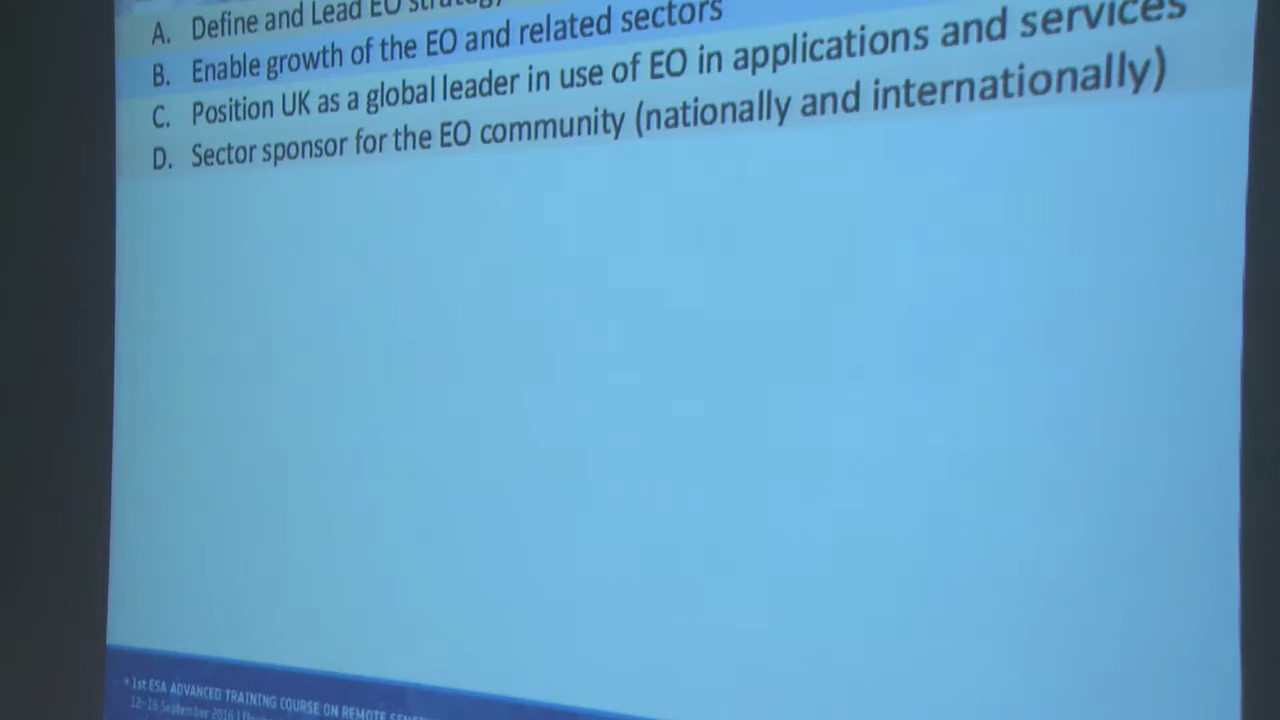 A. Define and Lead EO strategy
B. Enable growth of the EO and related sectors
C. Position UK as a global leader in use of EO in applications and services
D. Sector sponsor for the EO community (nationally and internationally)
1st ESA ADVANCED TRAINING COURSE ON REMOTE
12-16 September 2016 |